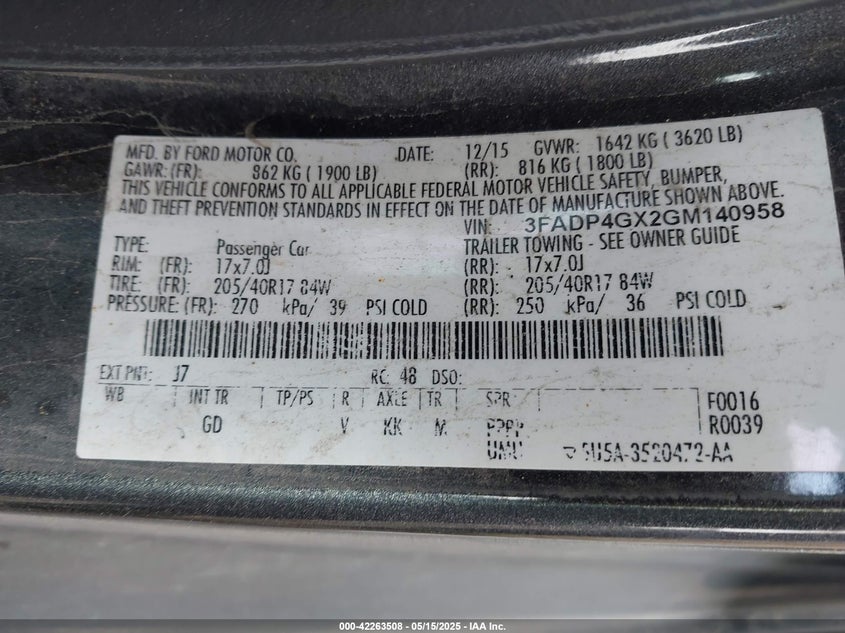 MFD. BY FORD MOTOR CO. DATE: 12/15 GVWR: 1642 KG ( 3620 LB)
GAWR: (FR): 862 KG ( 1900 LB) (RR): 816 KG ( 1800 LB)
THIS VEHICLE CONFORMS TO ALL APPLICABLE FEDERAL MOTOR VEHICLE SAFETY, BUMPER,
AND THEFT PREVENTION STANDARDS IN EFFECT ON THE DATE OF MANUFACTURE SHOWN ABOVE.
VIN: 3FADP4GX2GM140958
TYPE: Passenger Car TRAILER TOWING - SEE OWNER GUIDE
RIM: (FR): 17x7.0J (RR): 17x7.0J
TIRE: (FR): 205/40R17 84W (RR): 205/40R17 84W
PRESSURE: (FR): 270 kPa/ 39 PSI COLD (RR): 250 kPa/ 36 PSI COLD
EXT PNT: J7 RC: 48 DSO:
WB INT TR TP/PS R AXLE TR SPR F0016
GD V KK M PPPP R0039
5U5A-3520472-AA
000-42263508 - 05/15/2025 - IAA Inc.